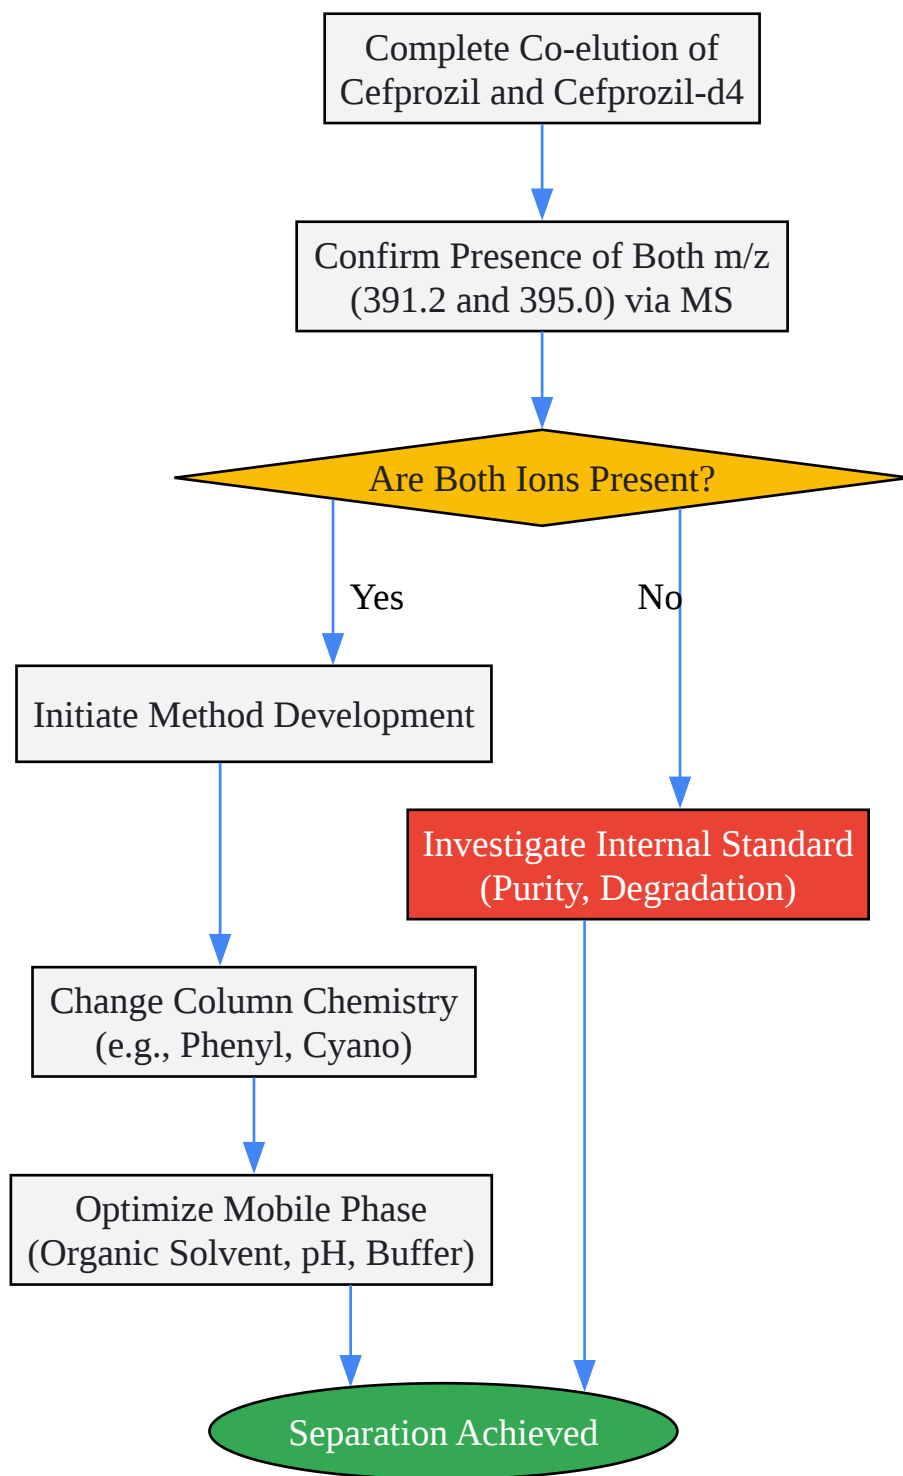 Complete Co-elution of
Cefprozil and Cefprozil-d4
Confirm Presence of Both m/z
(391.2 and 395.0) via MS
Are Both Ions Present?
Yes
No
Initiate Method Development
Investigate Internal Standard
(Purity, Degradation)
Change Column Chemistry
(e.g., Phenyl, Cyano)
Optimize Mobile Phase
(Organic Solvent, pH, Buffer)
Separation Achieved